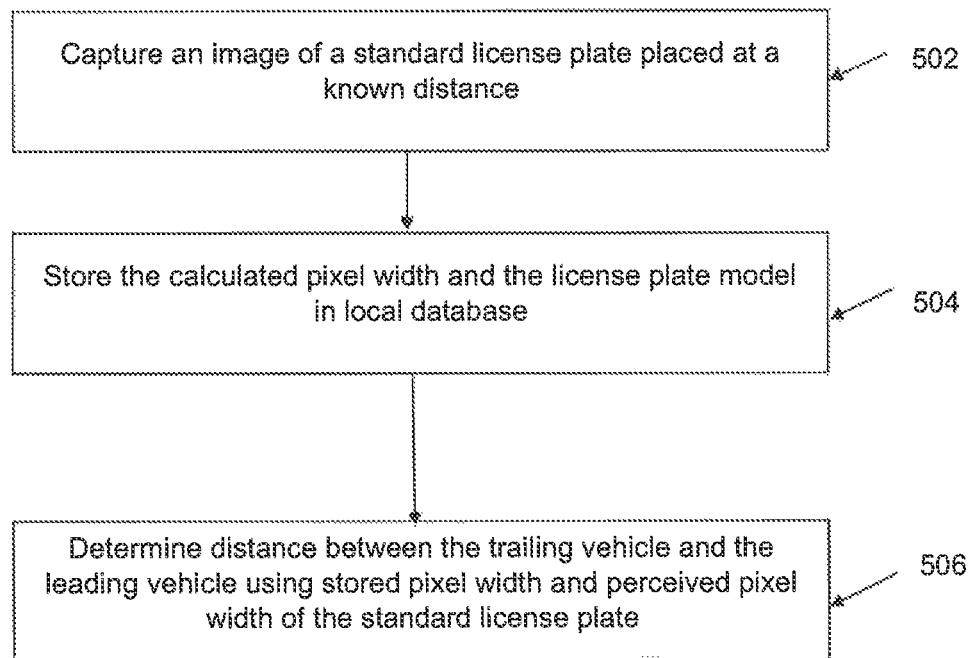 Capture an image of a standard license plate placed at a
known distance
502
Store the calculated pixel width and the license plate model
in local database
504
Determine distance between the trailing vehicle and the
leading vehicle using stored pixel width and perceived pixel
width of the standard license plate
506